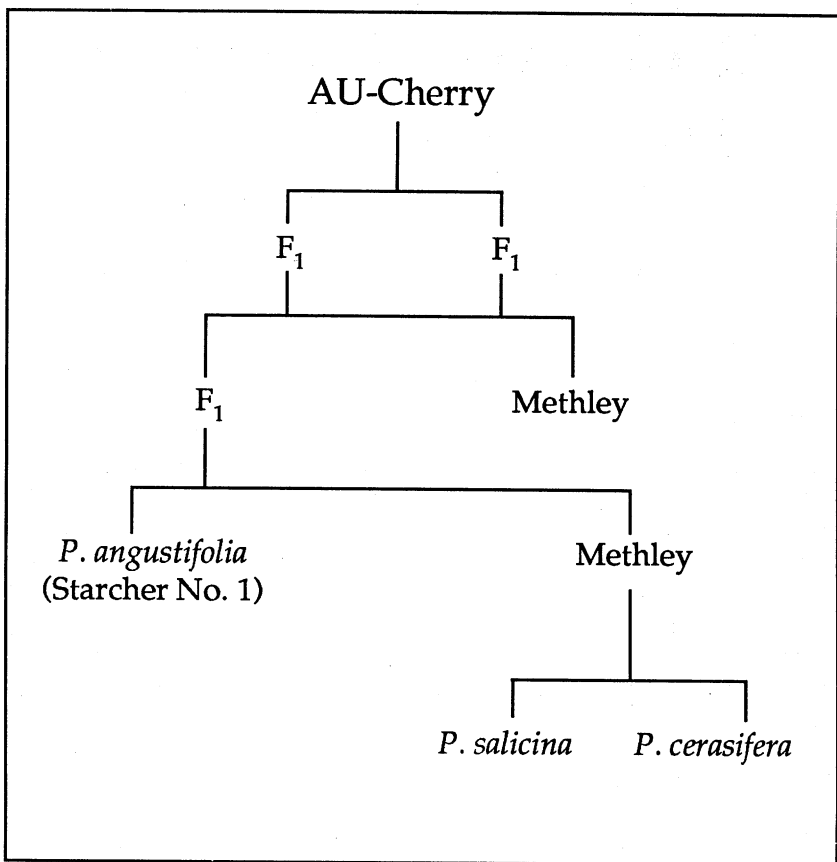 AU-Cherry
F₁ F₁
F₁ Methley
P. angustifolia
(Starcher No. 1)
Methley
P. salicina P. cerasifera